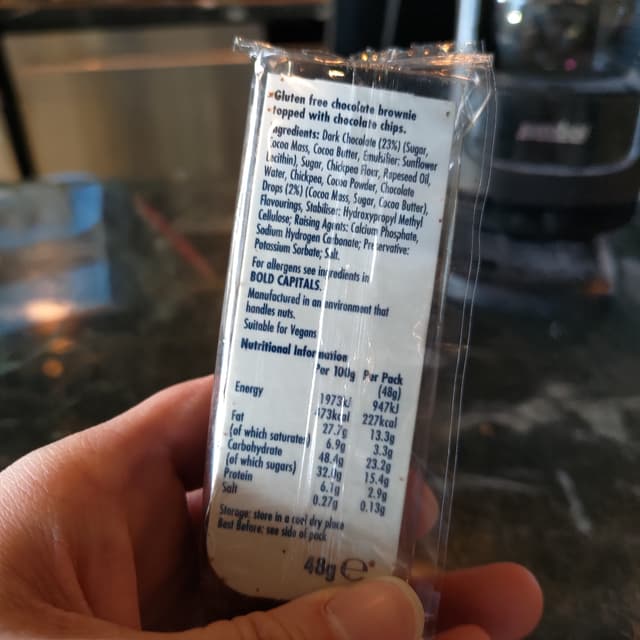 Gluten free chocolate brownie
topped with chocolate chips.
Ingredients: Dark Chocolate (23%) (Sugar,
Cocoa Mass, Cocoa Butter, Emulsifier: Sunflower
Lecithin), Sugar, Chickpea Flour, Rapeseed Oil,
Water, Chickpea, Cocoa Powder, Chocolate
Drops (2%) (Cocoa Mass, Sugar, Cocoa Butter),
Flavourings, Stabiliser: Hydroxypropyl Methyl
Cellulose; Raising Agents: Calcium Phosphate,
Sodium Hydrogen Carbonate; Preservative:
Potassium Sorbate; Salt.
For allergens see ingredients in
BOLD CAPITALS.
Manufactured in an environment that
handles nuts.
Suitable for Vegans
Nutritional Information
Per 100g Per Pack
(48g)
Energy 1973kJ 947kJ
473kcal 227kcal
Fat 27.7g 13.3g
(of which saturates) 6.9g 3.3g
Carbohydrate 48.4g 23.2g
(of which sugars) 15.4g
Protein 6.1g 2.9g
Salt 0.27g 0.13g
Storage: store in a cool dry place
Best Before: see side of pack
48g e